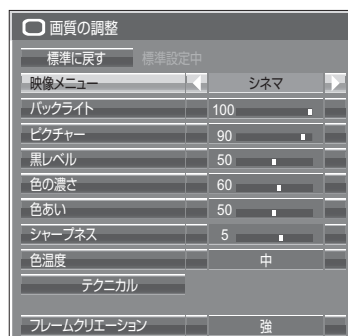 画質の調整
標準に戻す 標準設定中
映像メニュー シネマ
バックライト 100
ピクチャー 90
黒レベル 50
色の濃さ 60
色あい 50
シャープネス 5
色温度 中
テクニカル
フレームクリエーション 強